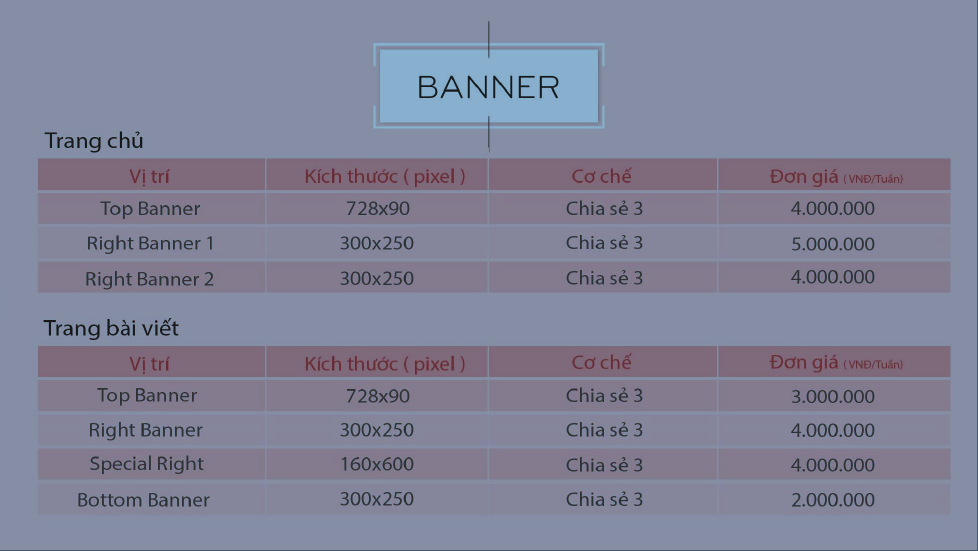 BANNER
Trang chủ
Vị trí Kích thước ( pixel ) Cơ chế Đơn giá ( VNĐ/Tuần)
Top Banner 728x90 Chia sẻ 3 4.000.000
Right Banner 1 300x250 Chia sẻ 3 5.000.000
Right Banner 2 300x250 Chia sẻ 3 4.000.000
Trang bài viết
Vị trí Kích thước ( pixel ) Cơ chế Đơn giá ( VNĐ/Tuần)
Top Banner 728x90 Chia sẻ 3 3.000.000
Right Banner 300x250 Chia sẻ 3 4.000.000
Special Right 160x600 Chia sẻ 3 4.000.000
Bottom Banner 300x250 Chia sẻ 3 2.000.000